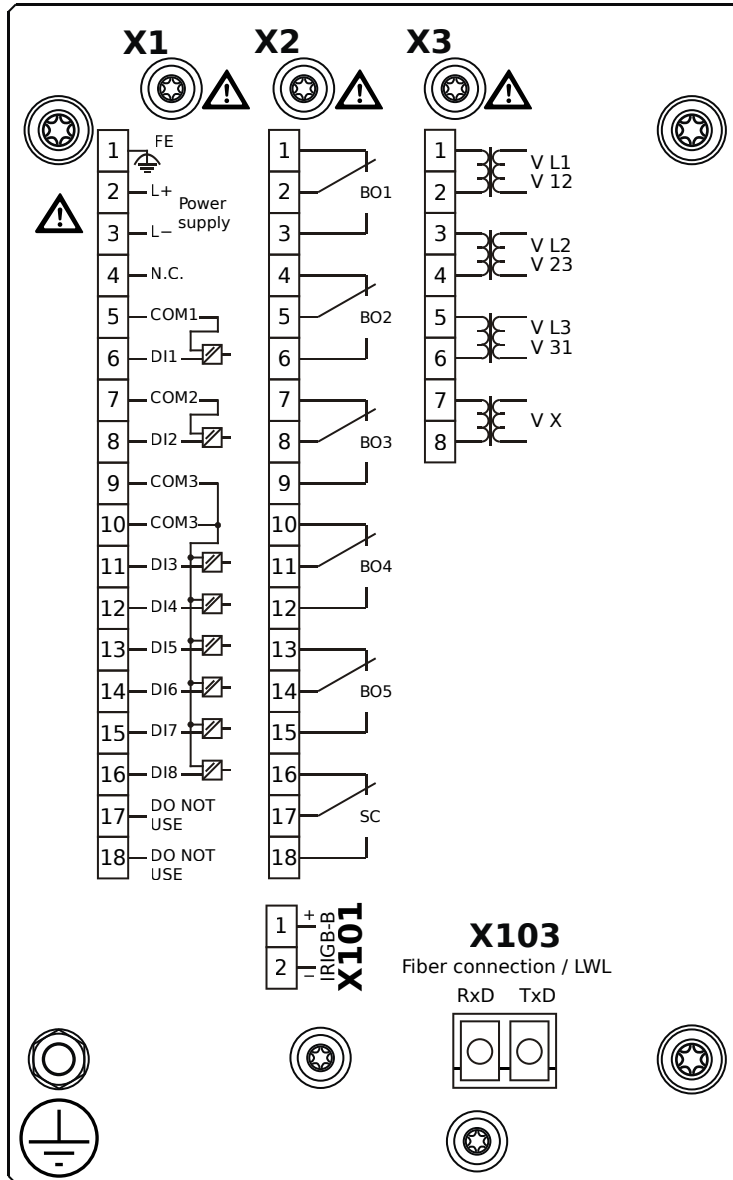 X1
X2
X3
1
FE
2
L+
Power
supply
3
L−
4
N.C.
5
COM1
6
DI1
7
COM2
8
DI2
9
COM3
10
COM3
11
DI3
12
DI4
13
DI5
14
DI6
15
DI7
16
DI8
17
DO NOT
USE
18
DO NOT
USE
1
2
BO1
3
4
5
BO2
6
7
8
BO3
9
10
11
BO4
12
13
14
BO5
15
16
17
SC
18
1
V L1
2
V 12
3
V L2
4
V 23
5
V L3
6
V 31
7
V X
8
1
+
2
−
IRIGB-B
X101
X103
Fiber connection / LWL
RxD TxD